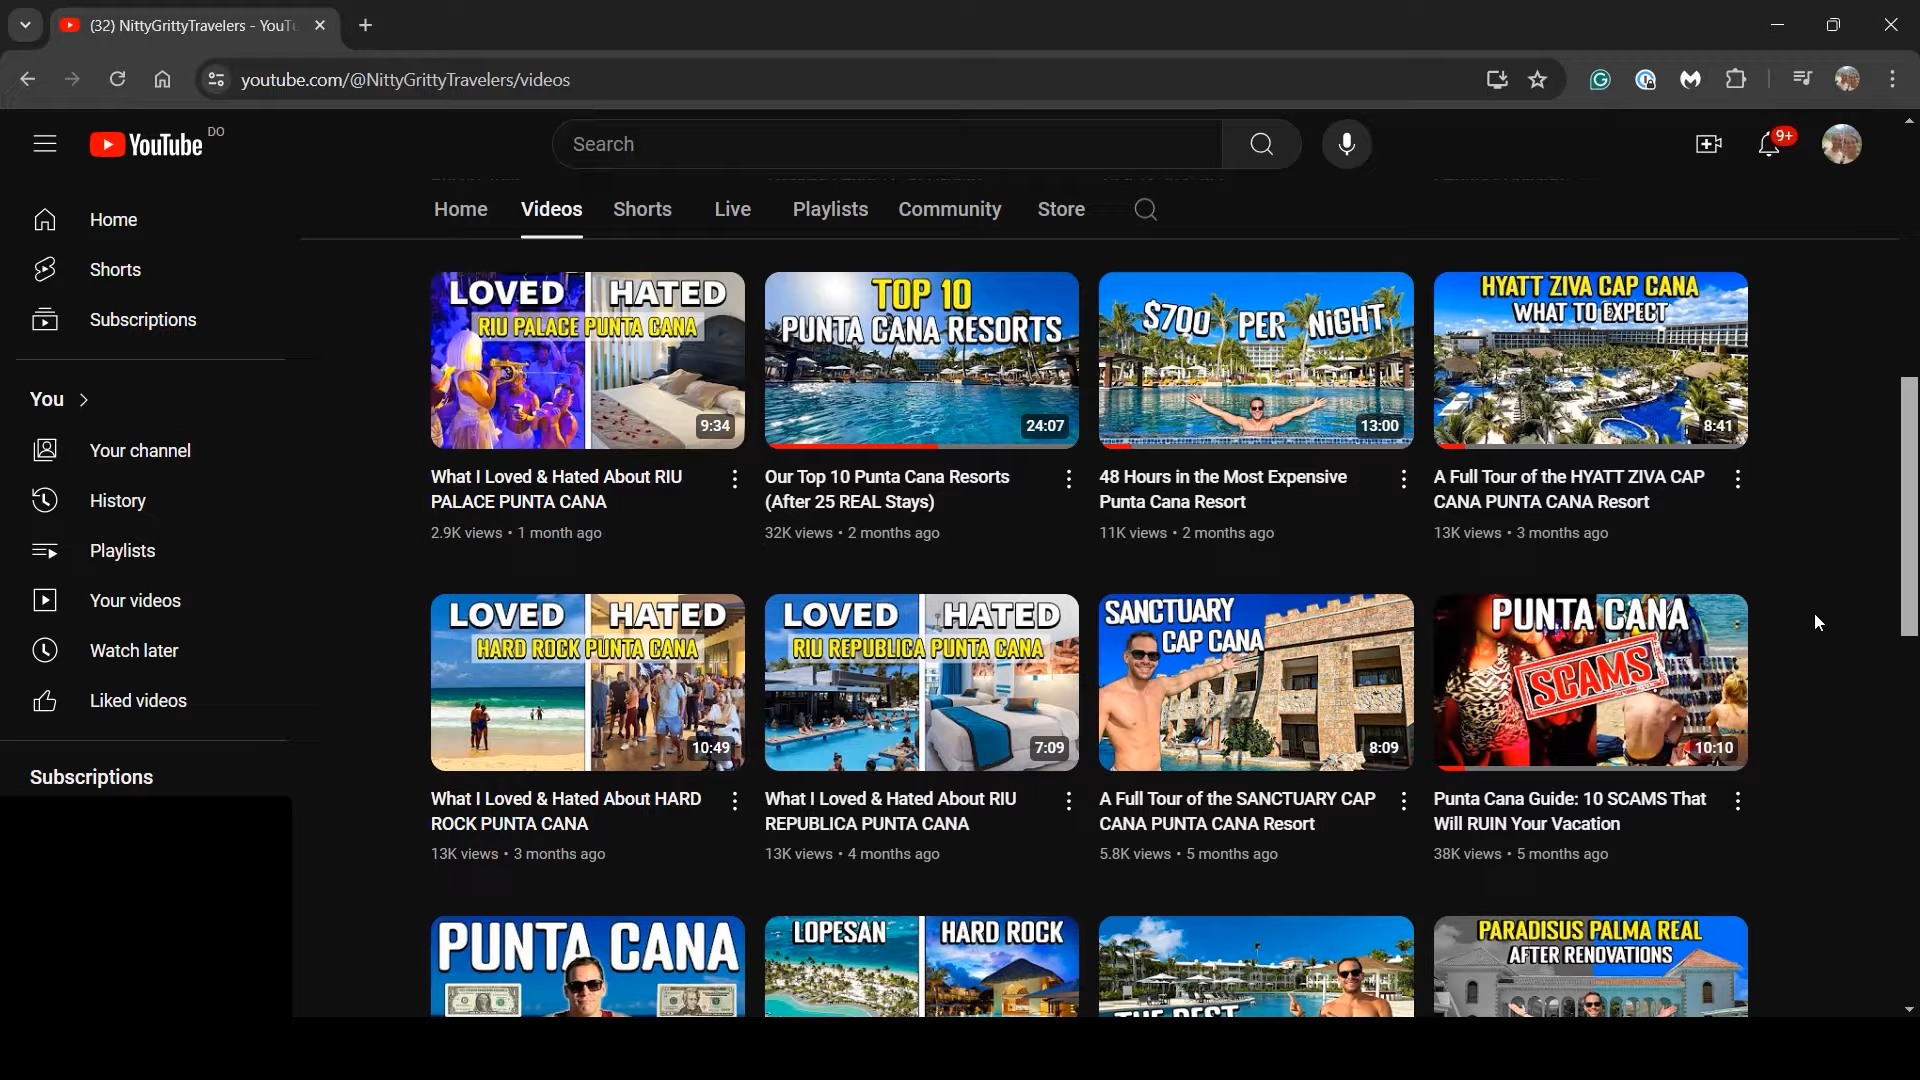 (32) NittyGrittyTravelers - YouTu
youtube.com/@NittyGrittyTravelers/videos
YouTube DO
Search
9+
Home
Shorts
Subscriptions
You
Your channel
History
Playlists
Your videos
Watch later
Liked videos
Subscriptions
Home Videos Shorts Live Playlists Community Store
LOVED HATED
RIU PALACE PUNTA CANA
9:34
What I Loved & Hated About RIU
PALACE PUNTA CANA
2.9K views • 1 month ago
TOP 10
PUNTA CANA RESORTS
24:07
Our Top 10 Punta Cana Resorts
(After 25 REAL Stays)
32K views • 2 months ago
$700 PER NIGHT
13:00
48 Hours in the Most Expensive
Punta Cana Resort
11K views • 2 months ago
HYATT ZIVA CAP CANA
WHAT TO EXPECT
8:41
A Full Tour of the HYATT ZIVA CAP
CANA PUNTA CANA Resort
13K views • 3 months ago
LOVED HATED
HARD ROCK PUNTA CANA
10:49
What I Loved & Hated About HARD
ROCK PUNTA CANA
13K views • 3 months ago
LOVED HATED
RIU REPUBLICA PUNTA CANA
7:09
What I Loved & Hated About RIU
REPUBLICA PUNTA CANA
13K views • 4 months ago
SANCTUARY
CAP CANA
8:09
A Full Tour of the SANCTUARY CAP
CANA PUNTA CANA Resort
5.8K views • 5 months ago
PUNTA CANA
SCAMS
10:10
Punta Cana Guide: 10 SCAMS That
Will RUIN Your Vacation
38K views • 5 months ago
PUNTA CANA
LOPESAN HARD ROCK
THE BEST
PARADISUS PALMA REAL
AFTER RENOVATIONS